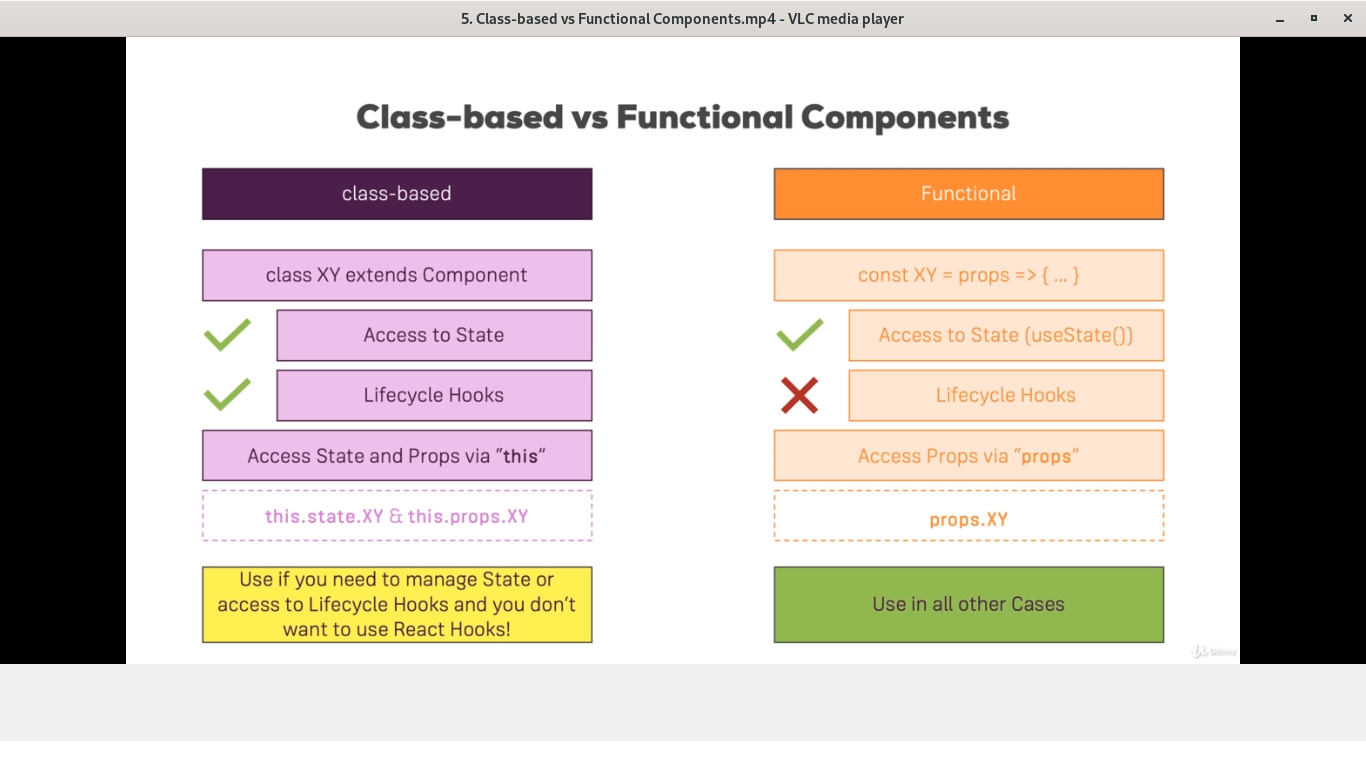 5. Class-based vs Functional Components.mp4 - VLC media player
Class-based vs Functional Components
class-based
class XY extends Component
Access to State
Lifecycle Hooks
Access State and Props via “this”
this.state.XY & this.props.XY
Use if you need to manage State or
access to Lifecycle Hooks and you don’t
want to use React Hooks!
Functional
const XY = props => { … }
Access to State (useState())
Lifecycle Hooks
Access Props via “props”
props.XY
Use in all other Cases
Udemy